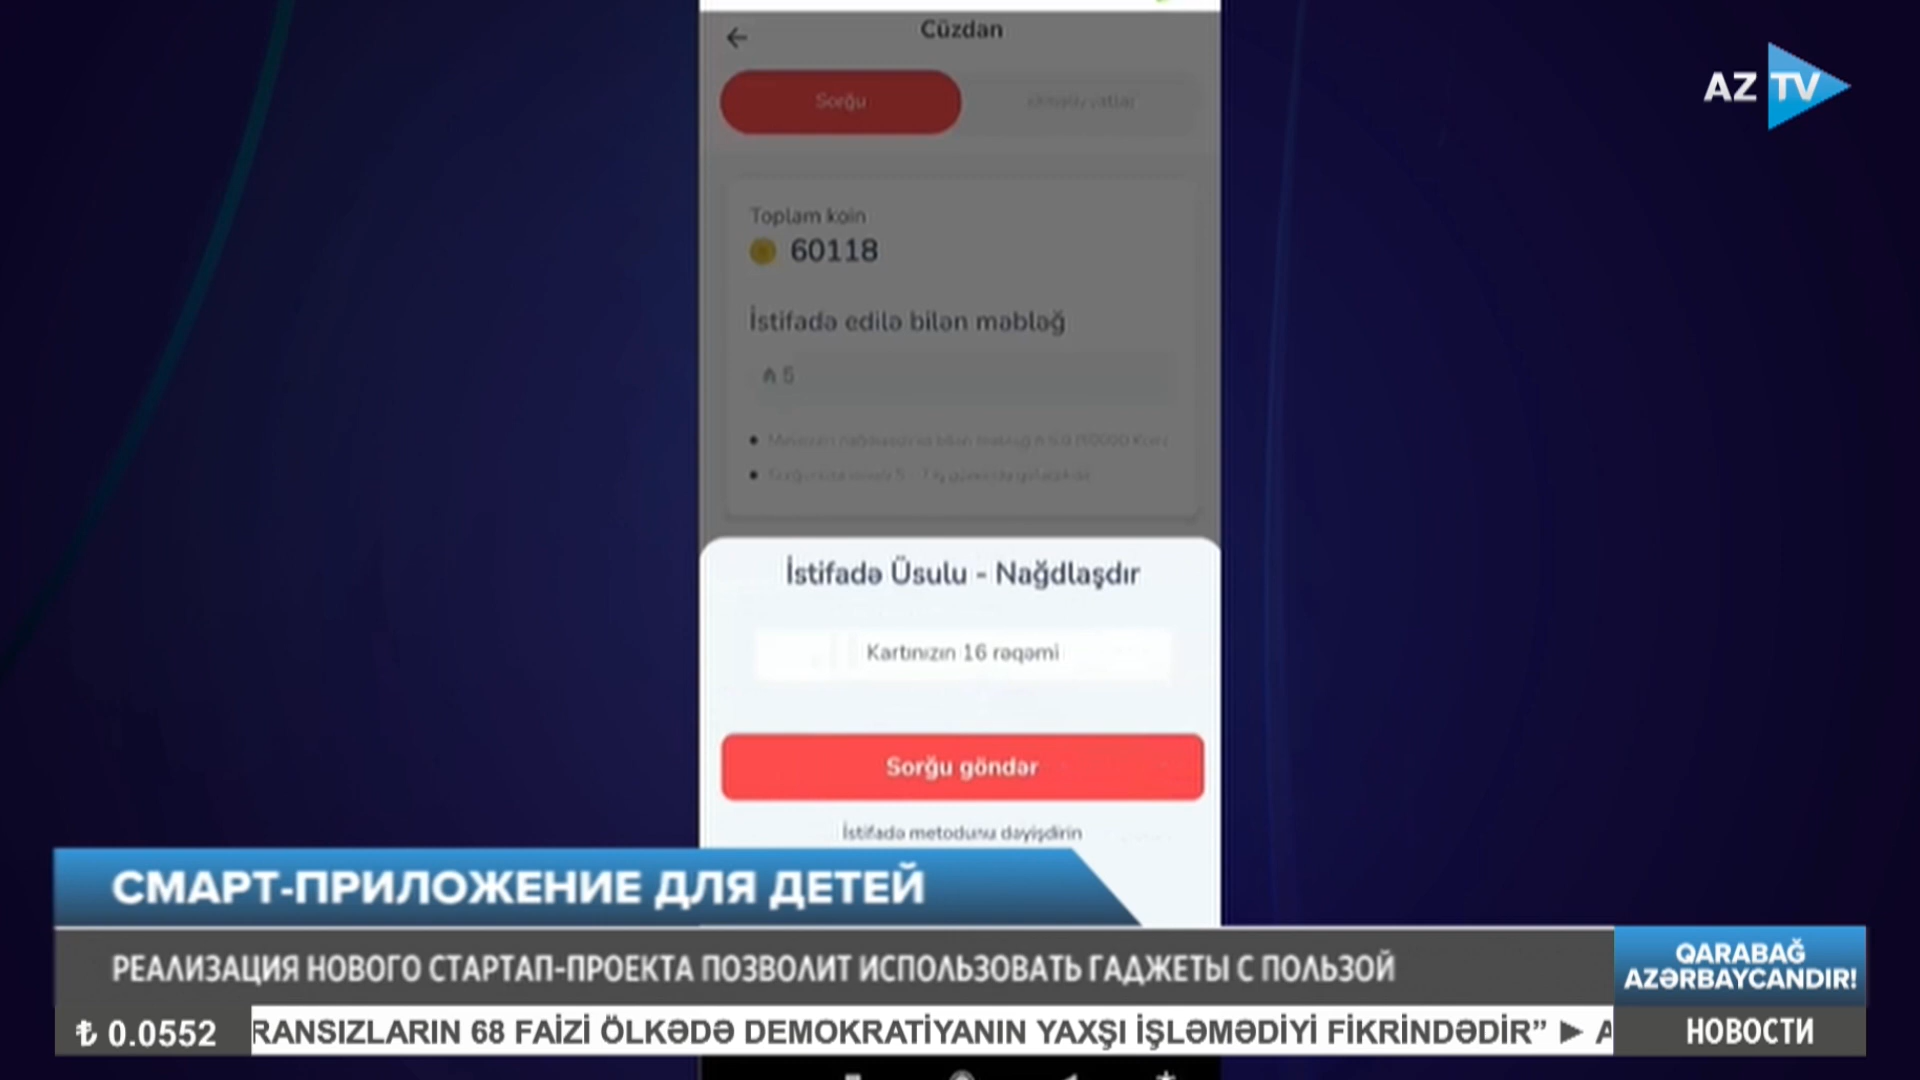 Cüzdan
AZTV
Sorğu
Toplam koin
60118
İstifadə edilə bilən məbləğ
₼ 5
İstifadə Üsulu - Nağdlaşdır
Kartınızın 16 rəqəmi
Sorğu göndər
İstifadə metodunu dəyişdirin
СМАРТ-ПРИЛОЖЕНИЕ ДЛЯ ДЕТЕЙ
РЕАЛИЗАЦИЯ НОВОГО СТАРТАП-ПРОЕКТА ПОЗВОЛИТ ИСПОЛЬЗОВАТЬ ГАДЖЕТЫ С ПОЛЬЗОЙ
QARABAĞ
AZƏRBAYCANDIR!
₺ 0.0552
RANSIZLARIN 68 FAİZİ ÖLKƏDƏ DEMOKRATİYANIN YAXŞI İŞLƏMƏDİYİ FİKRİNDƏDİR” ► A
НОВОСТИ